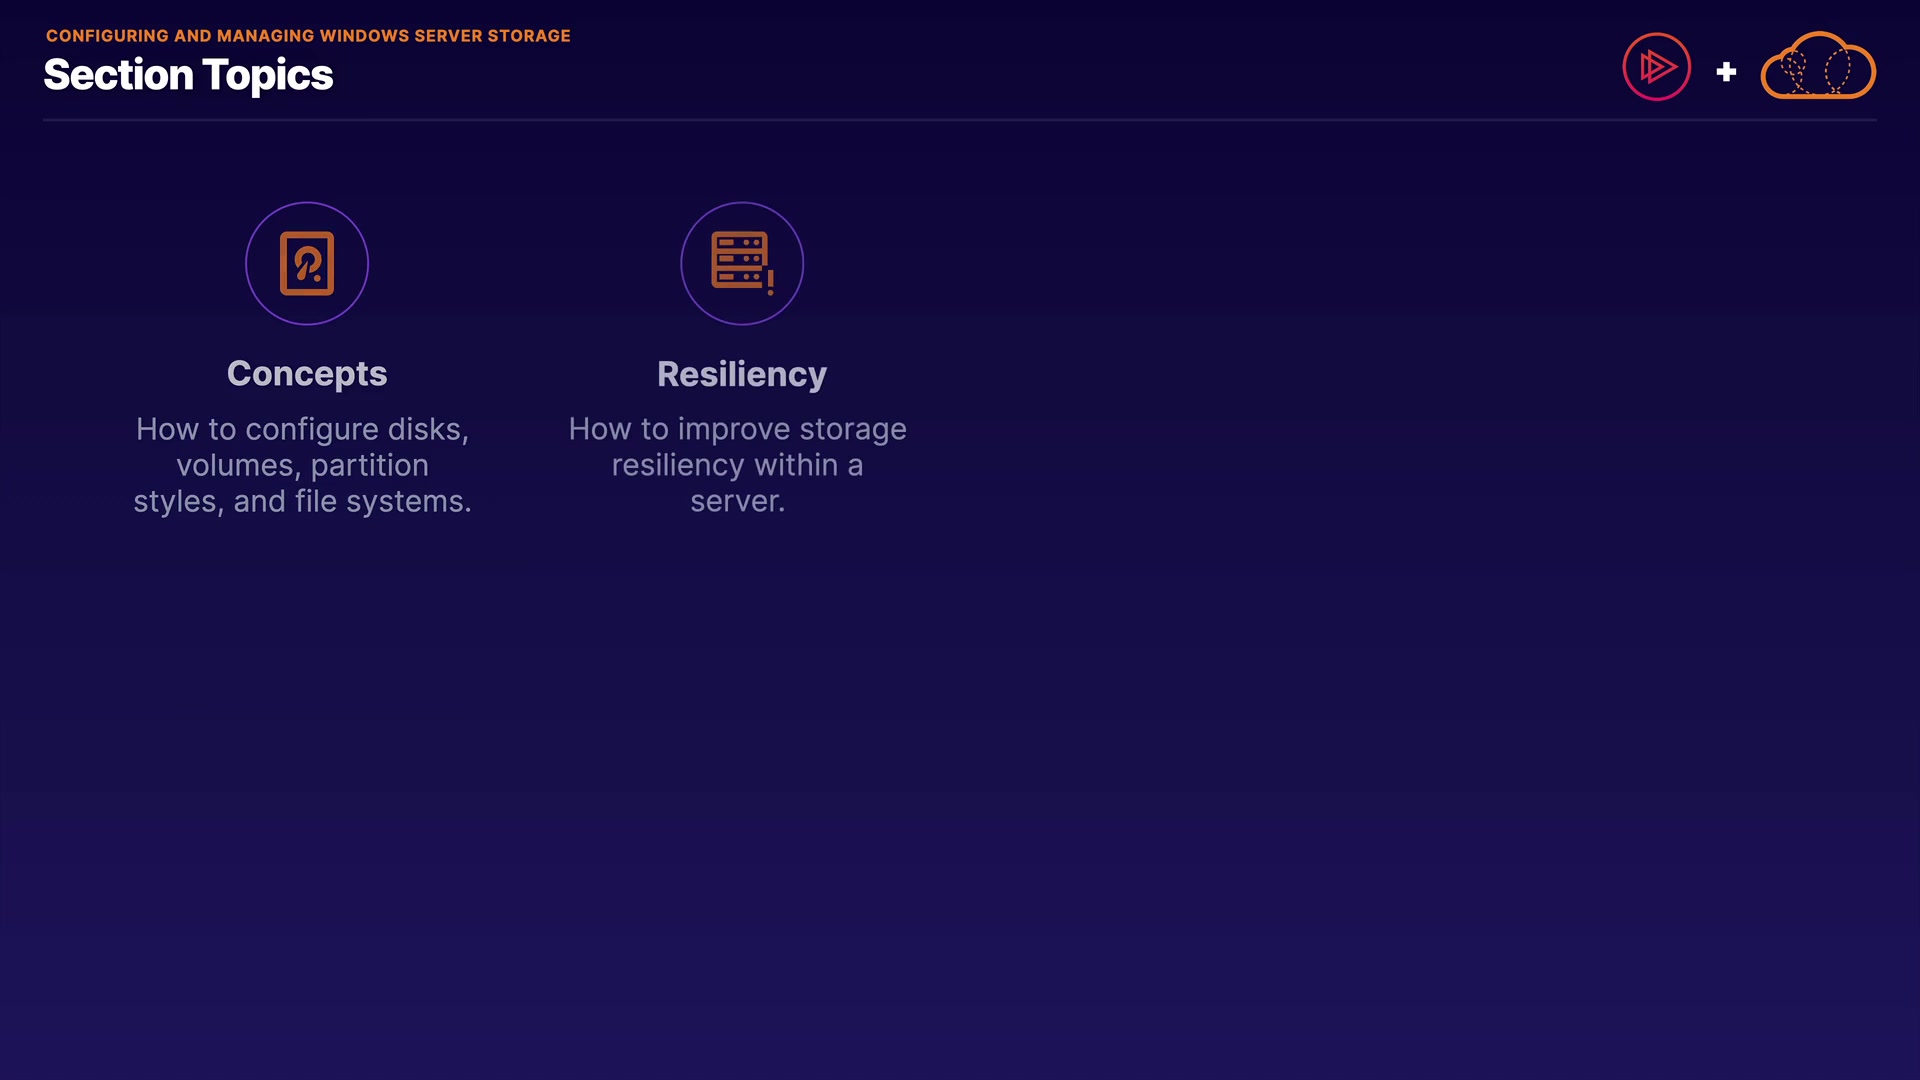 CONFIGURING AND MANAGING WINDOWS SERVER STORAGE
Section Topics
Concepts
How to configure disks,
volumes, partition
styles, and file systems.
Resiliency
How to improve storage
resiliency within a
server.